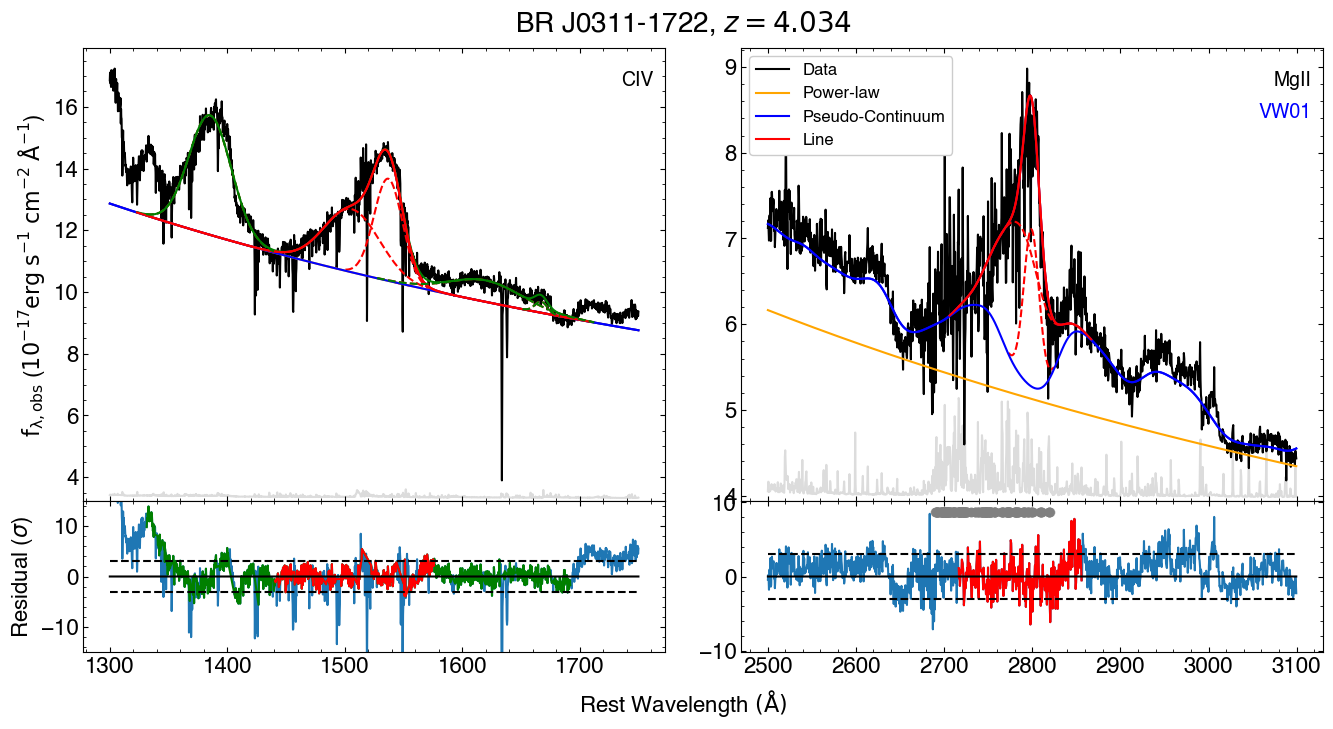 BR J0311-1722, z = 4.034
CIV
16
14
12
10
8
6
4
f_λ,obs (10⁻¹⁷erg s⁻¹ cm⁻² Å⁻¹)
Data
Power-law
Pseudo-Continuum
Line
MgII
VW01
9
8
7
6
5
4
10
0
−10
Residual (σ)
1300 1400 1500 1600 1700
10
0
−10
2500 2600 2700 2800 2900 3000 3100
Rest Wavelength (Å)